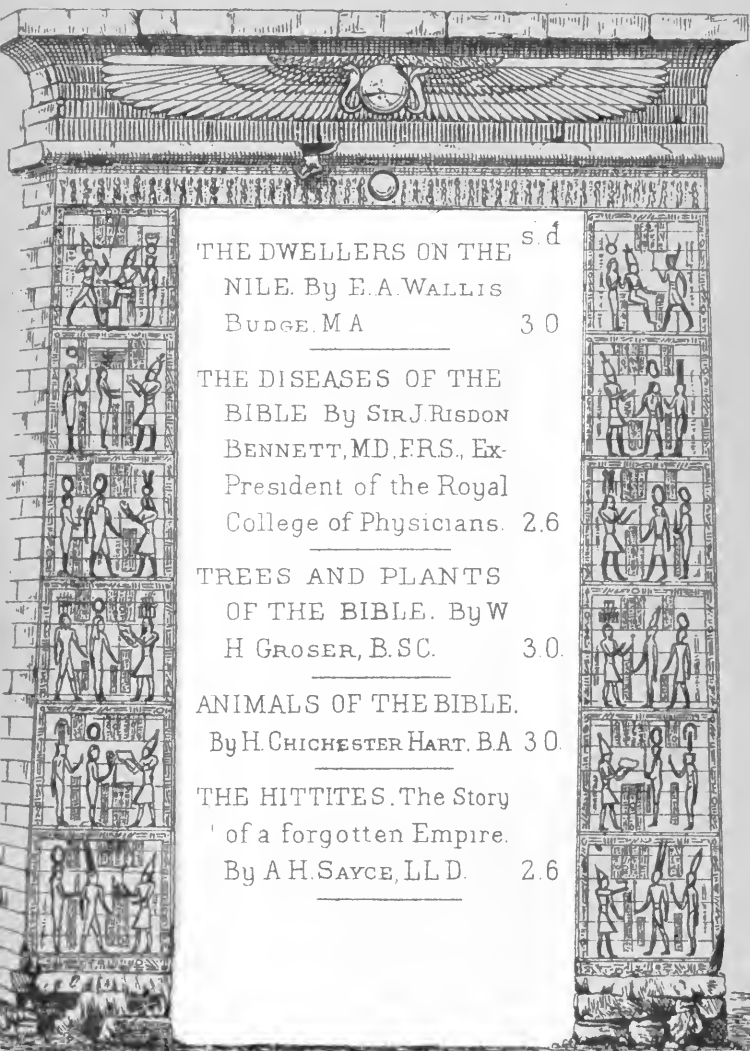 s. d
THE DWELLERS ON THE
NILE. By E. A. WALLIS
BUDGE. M A 3 0
THE DISEASES OF THE
BIBLE By SIR J. RISDON
BENNETT, MD, F.R.S., Ex-
President of the Royal
College of Physicians. 2.6
TREES AND PLANTS
OF THE BIBLE. By W
H GROSER, B.SC. 3.0.
ANIMALS OF THE BIBLE.
By H. CHICHESTER HART. B.A 3 0.
THE HITTITES. The Story
of a forgotten Empire.
By A H. SAYCE, LL D. 2.6